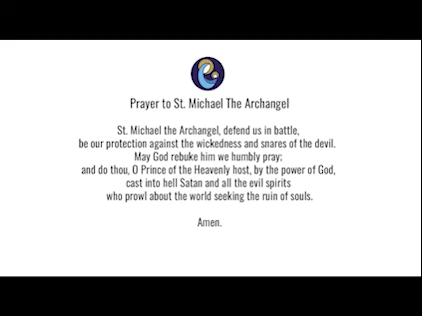 Prayer to St. Michael The Archangel
St. Michael the Archangel, defend us in battle,
be our protection against the wickedness and snares of the devil.
May God rebuke him we humbly pray;
and do thou, O Prince of the Heavenly host, by the power of God,
cast into hell Satan and all the evil spirits
who prowl about the world seeking the ruin of souls.
Amen.